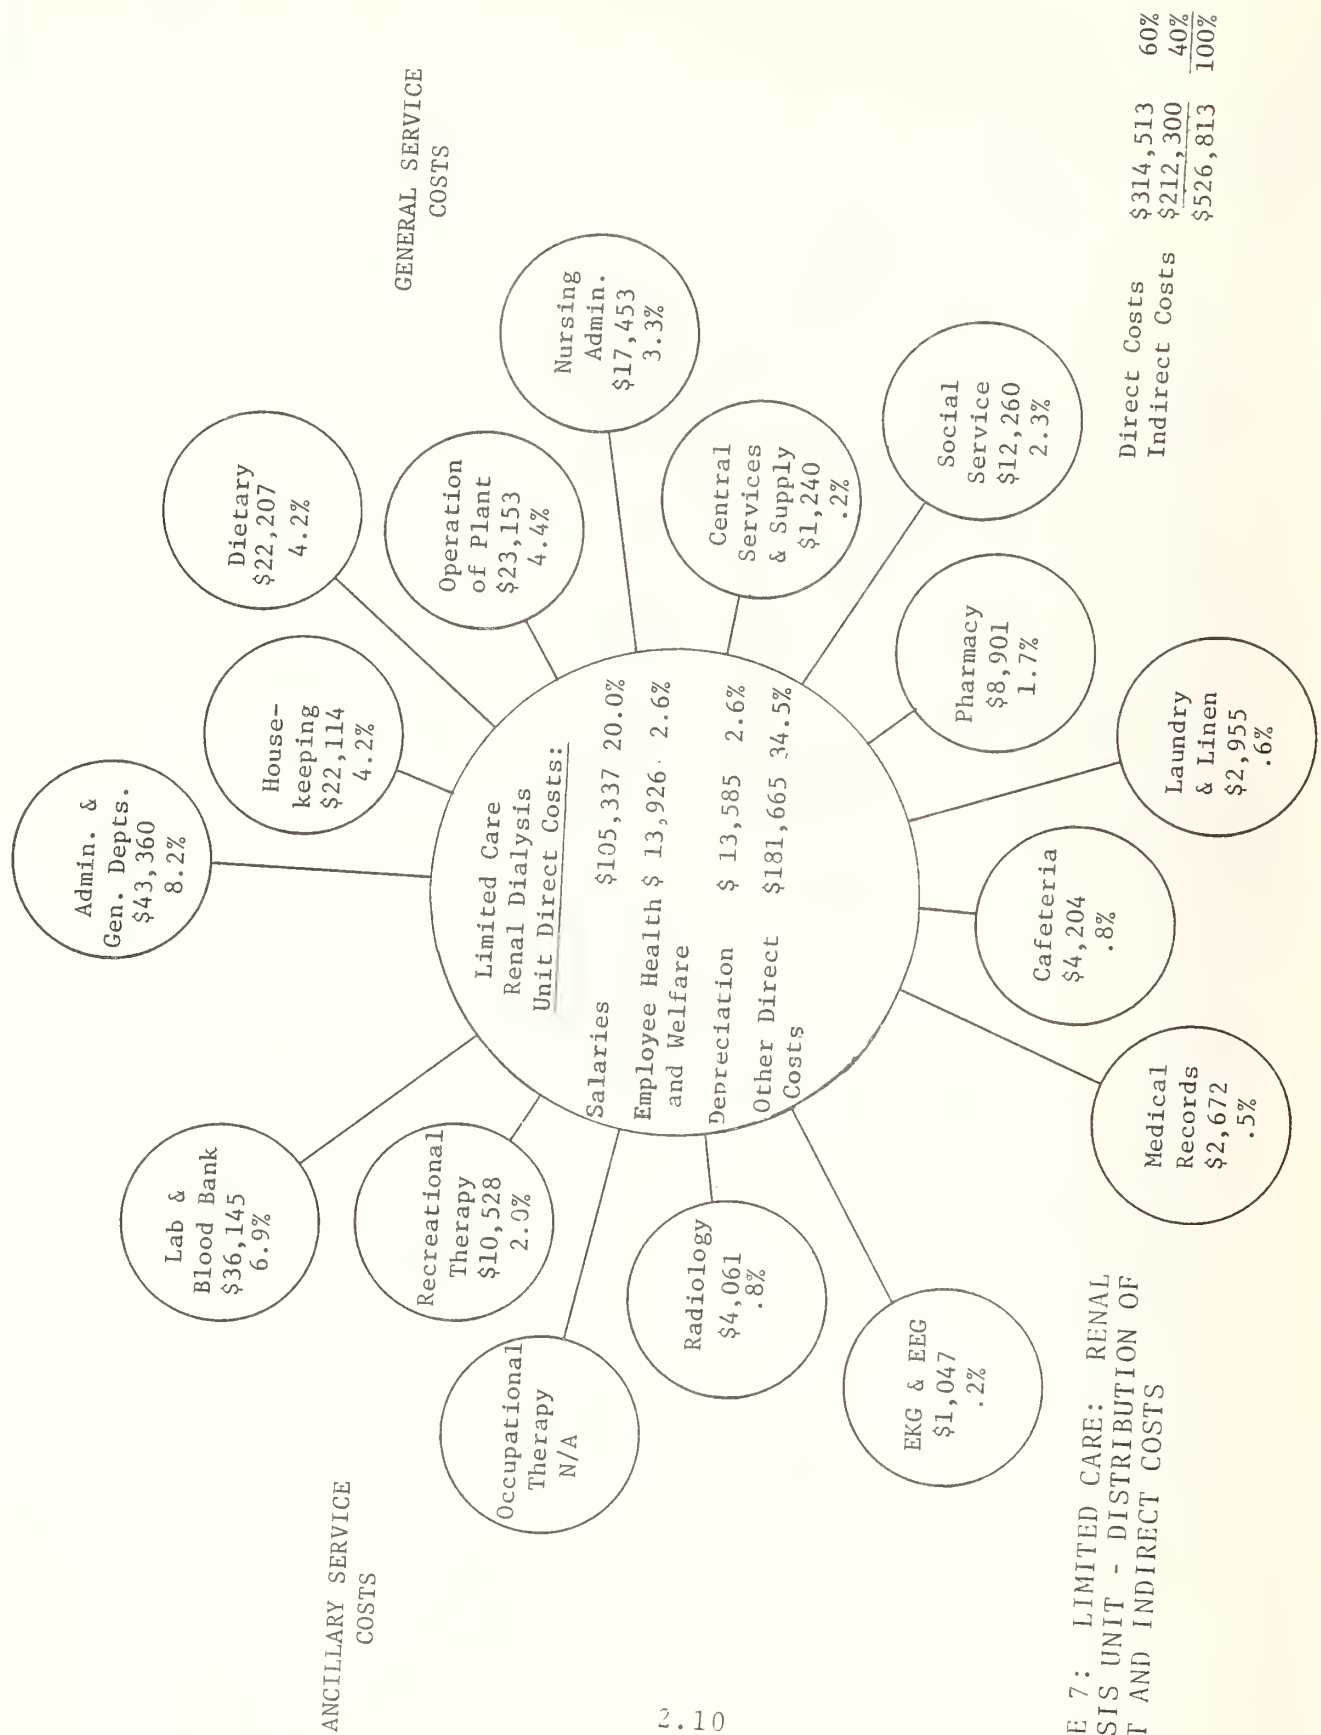 ANCILLARY SERVICE
COSTS
GENERAL SERVICE
COSTS
Admin. &
Gen. Depts.
$43,360
8.2%
House-
keeping
$22,114
4.2%
Dietary
$22,207
4.2%
Operation
of Plant
$23,153
4.4%
Nursing
Admin.
$17,453
3.3%
Central
Services
& Supply
$1,240
.2%
Social
Service
$12,260
2.3%
Pharmacy
$8,901
1.7%
Laundry
& Linen
$2,955
.6%
Cafeteria
$4,204
.8%
Medical
Records
$2,672
.5%
Lab &
Blood Bank
$36,145
6.9%
Recreational
Therapy
$10,528
2.0%
Occupational
Therapy
N/A
Radiology
$4,061
.8%
EKG & EEG
$1,047
.2%
Limited Care
Renal Dialysis
Unit Direct Costs:
Salaries $105,337 20.0%
Employee Health $ 13,926 2.6%
and Welfare
Depreciation $ 13,585 2.6%
Other Direct $181,665 34.5%
Costs
Direct Costs $314,513 60%
Indirect Costs $212,300 40%
$526,813 100%
E 7: LIMITED CARE: RENAL
SIS UNIT - DISTRIBUTION OF
T AND INDIRECT COSTS
2.10